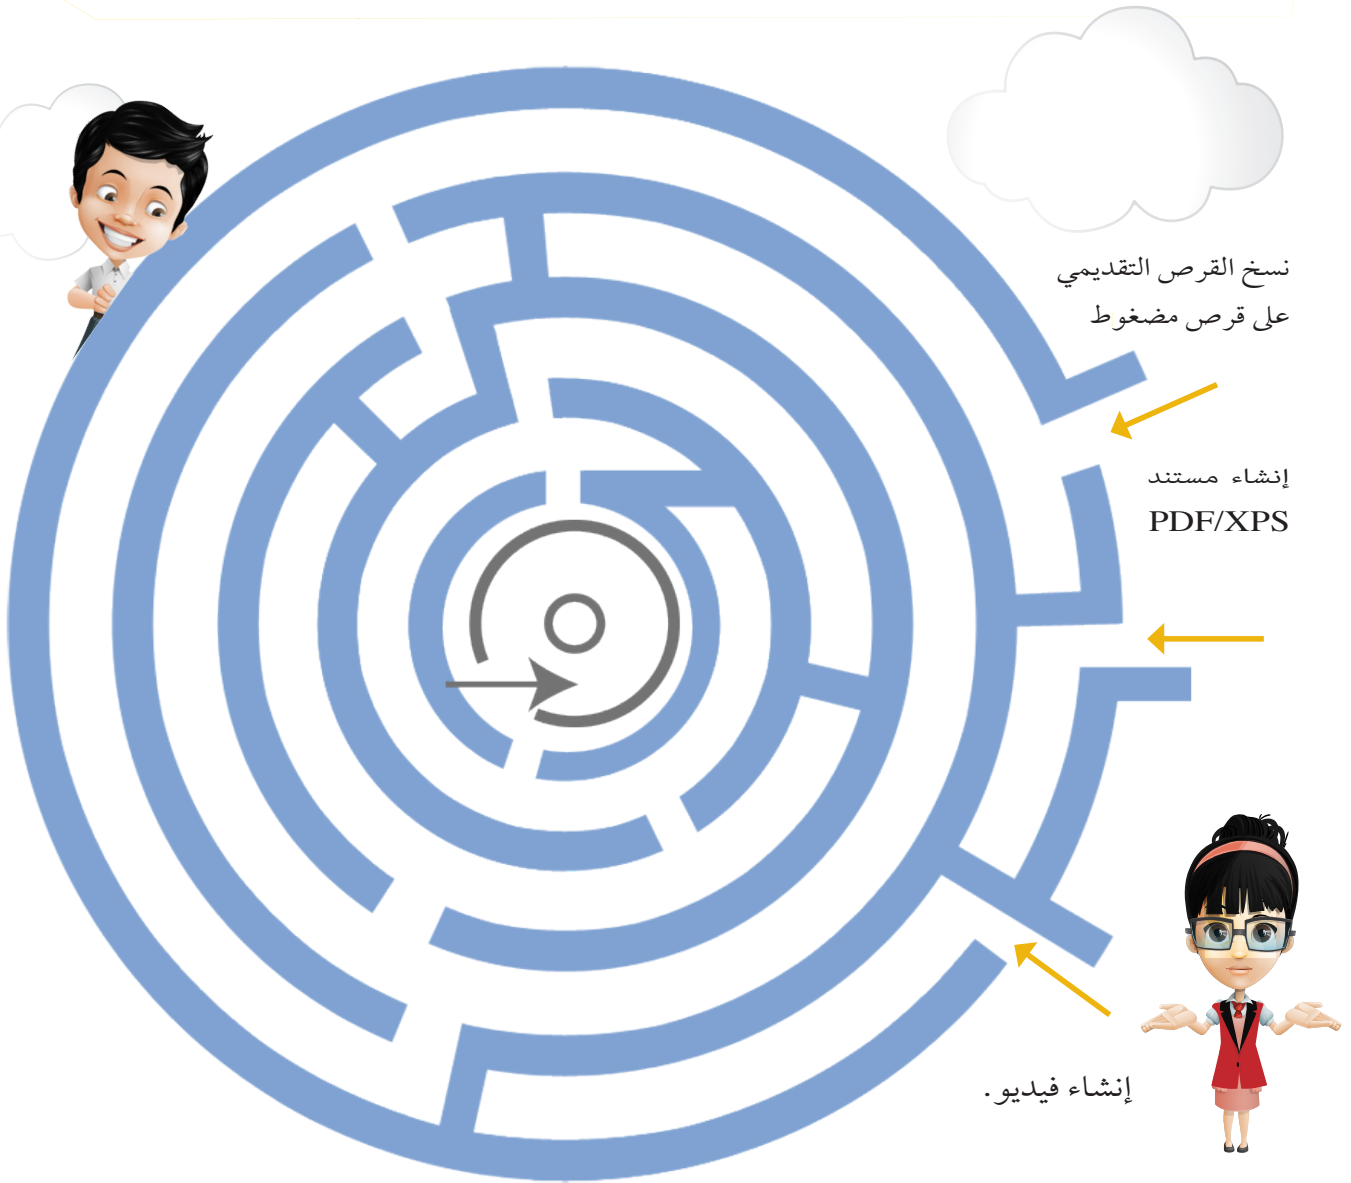 نسخ القرص التقديمي
على قرص مضغوط
إنشاء مستند
PDF/XPS
إنشاء فيديو.